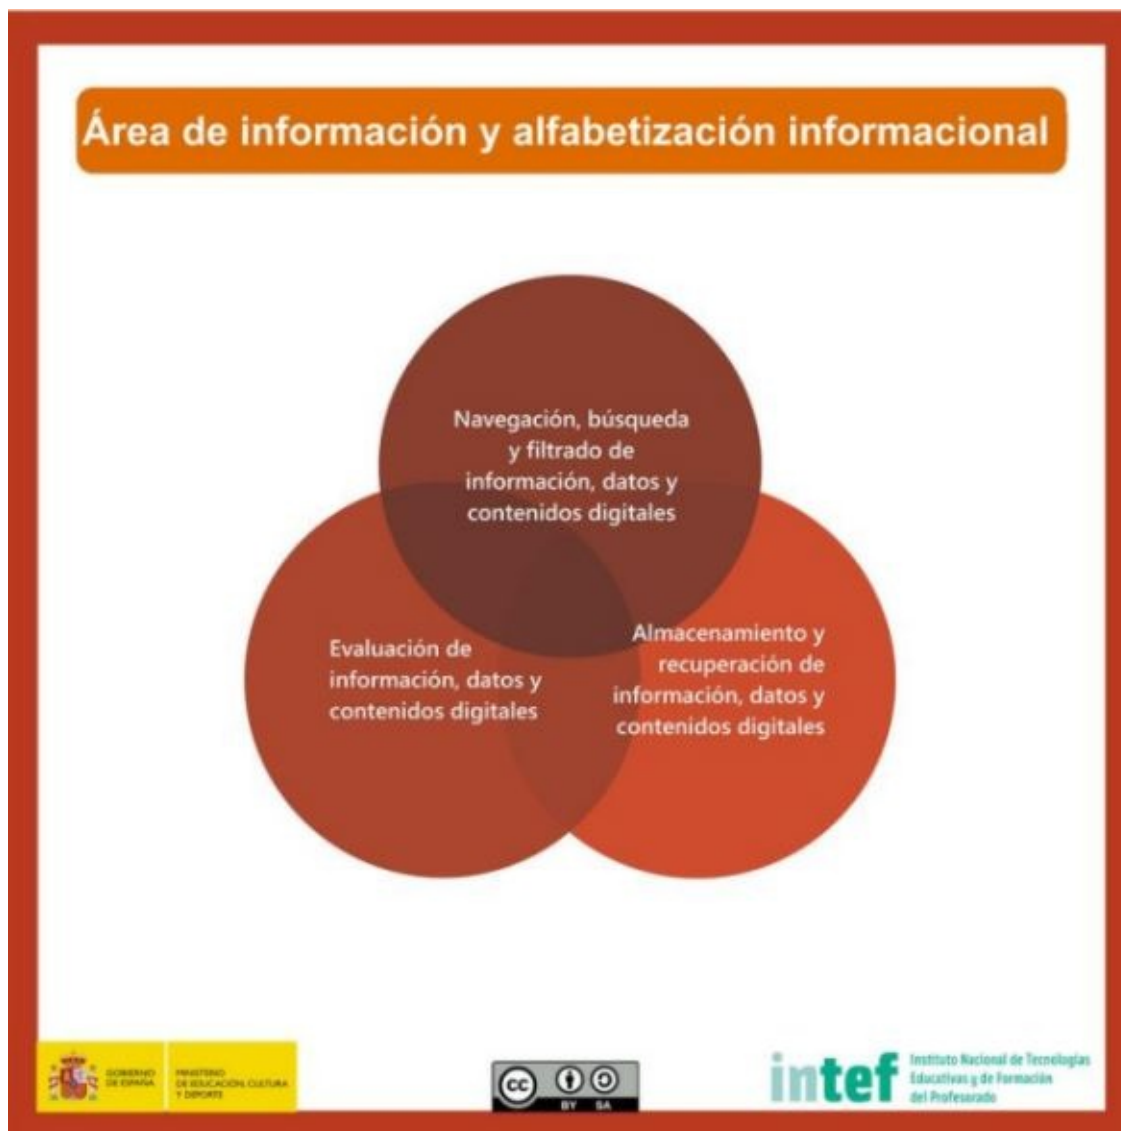 Área de información y alfabetización informacional
Navegación, búsqueda
y filtrado de
información, datos y
contenidos digitales
Evaluación de
información, datos y
contenidos digitales
Almacenamiento y
recuperación de
información, datos y
contenidos digitales
GOBIERNO
DE ESPAÑA
MINISTERIO
DE EDUCACIÓN, CULTURA
Y DEPORTE
cc
BY SA
intef
Instituto Nacional de Tecnologías
Educativas y de Formación
del Profesorado